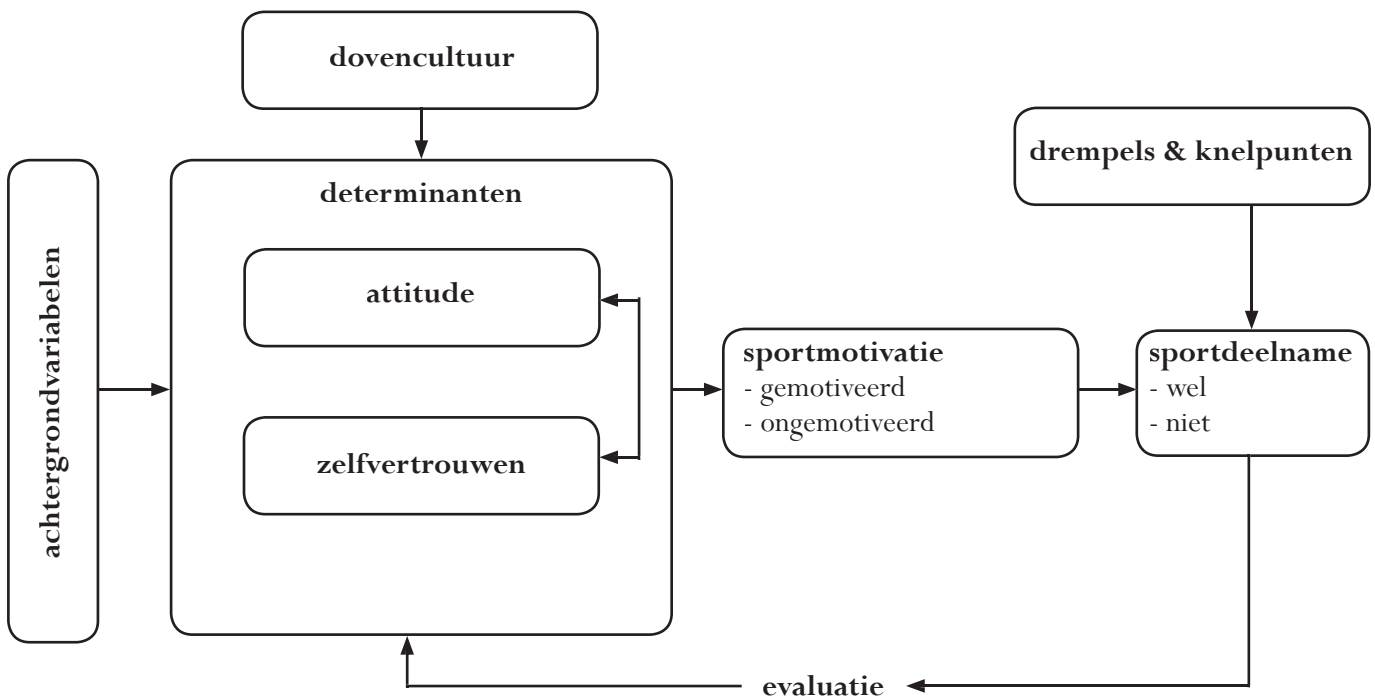 dovencultuur
drempels & knelpunten
achtergrondvariabelen
determinanten
attitude
zelfvertrouwen
sportmotivatie
- gemotiveerd
- ongemotiveerd
sportdeelname
- wel
- niet
evaluatie